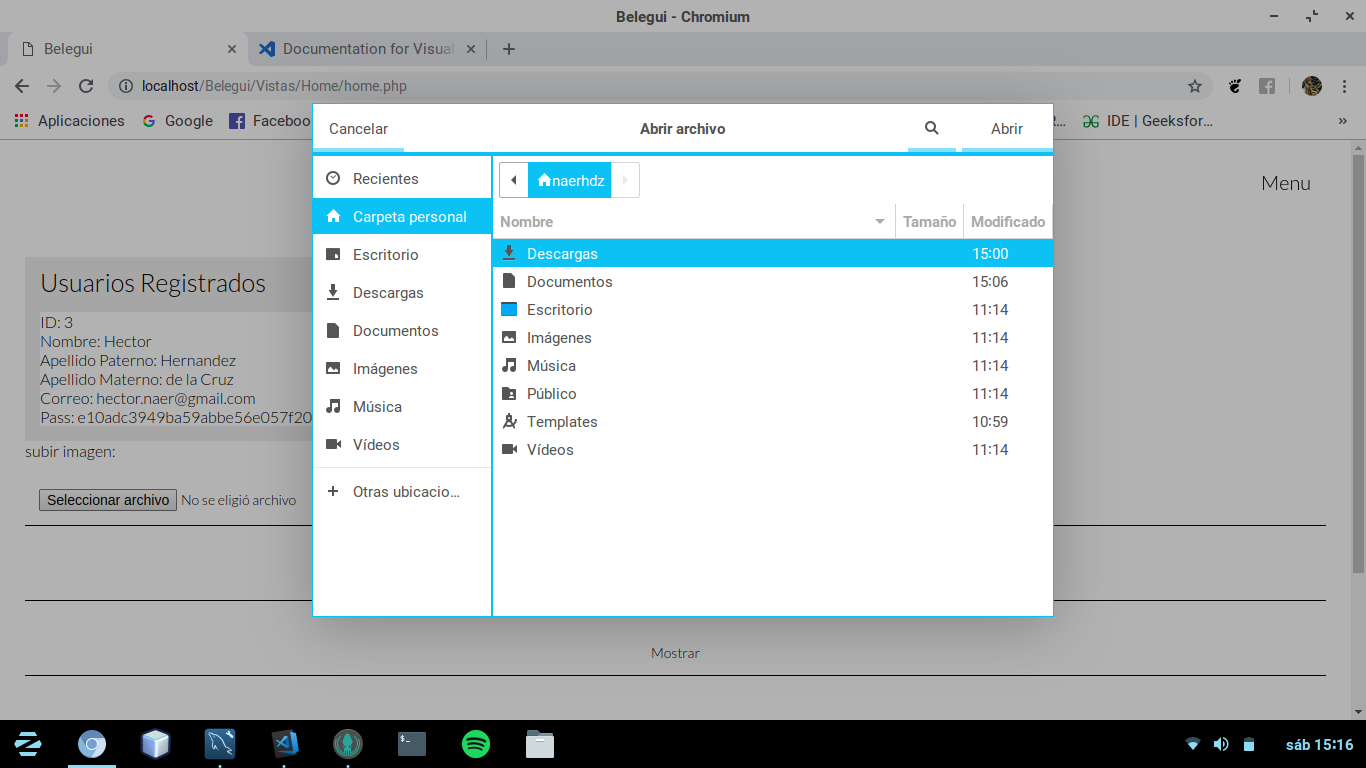 Belegui - Chromium
Belegui
Documentation for Visual
localhost/Belegui/Vistas/Home/home.php
Aplicaciones
Google
Faceboo
R...
IDE | Geeksfor...
»
Cancelar
Abrir archivo
Abrir
Menu
Recientes
Carpeta personal
Escritorio
Descargas
Documentos
Imágenes
Música
Vídeos
Otras ubicacio...
naerhdz
Nombre Tamaño Modificado
Descargas 15:00
Documentos 15:06
Escritorio 11:14
Imágenes 11:14
Música 11:14
Público 11:14
Templates 10:59
Vídeos 11:14
Usuarios Registrados
ID: 3
Nombre: Hector
Apellido Paterno: Hernandez
Apellido Materno: de la Cruz
Correo: hector.naer@gmail.com
Pass: e10adc3949ba59abbe56e057f20
subir imagen:
Seleccionar archivo No se eligió archivo
Mostrar
sáb 15:16